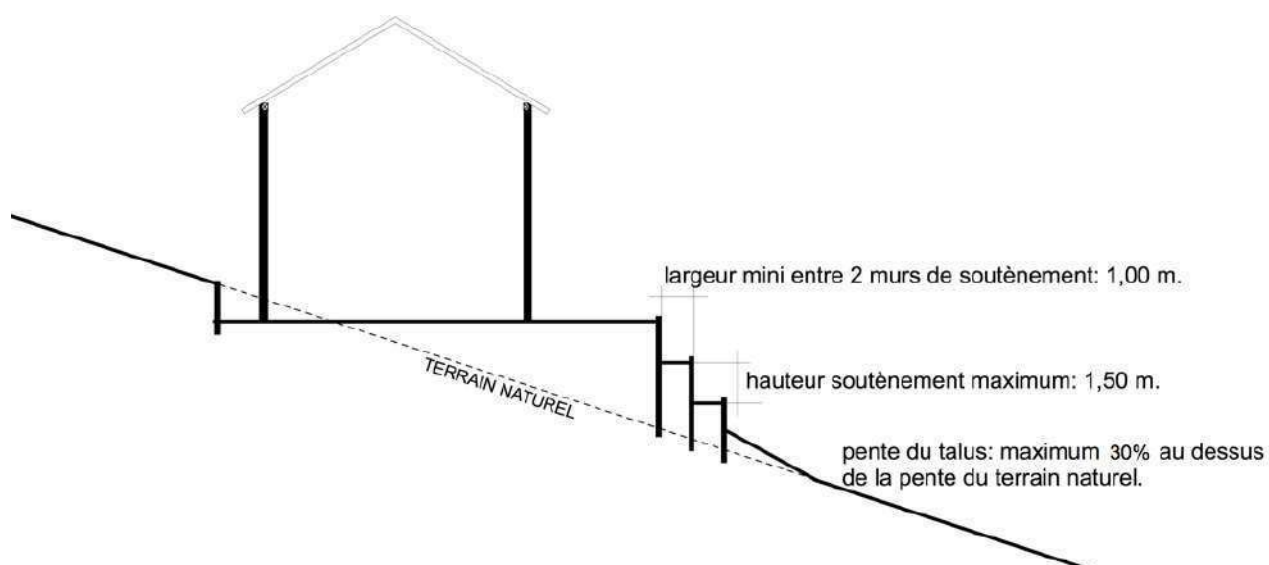 largeur mini entre 2 murs de soutènement: 1,00 m.
TERRAIN NATUREL
hauteur soutènement maximum: 1,50 m.
pente du talus: maximum 30% au dessus
de la pente du terrain naturel.